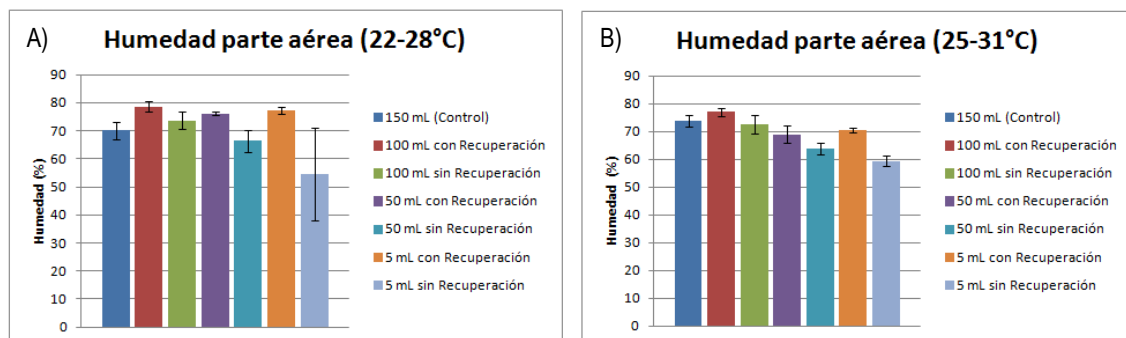 A)
Humedad parte aérea (22-28°C)
90
80
70
60
50
40
30
20
10
0
Humedad (%)
150 mL (Control)
100 mL con Recuperación
100 mL sin Recuperación
50 mL con Recuperación
50 mL sin Recuperación
5 mL con Recuperación
5 mL sin Recuperación
B)
Humedad parte aérea (25-31°C)
90
80
70
60
50
40
30
20
10
0
Humedad (%)
150 mL (Control)
100 mL con Recuperación
100 mL sin Recuperación
50 mL con Recuperación
50 mL sin Recuperación
5 mL con Recuperación
5 mL sin Recuperación